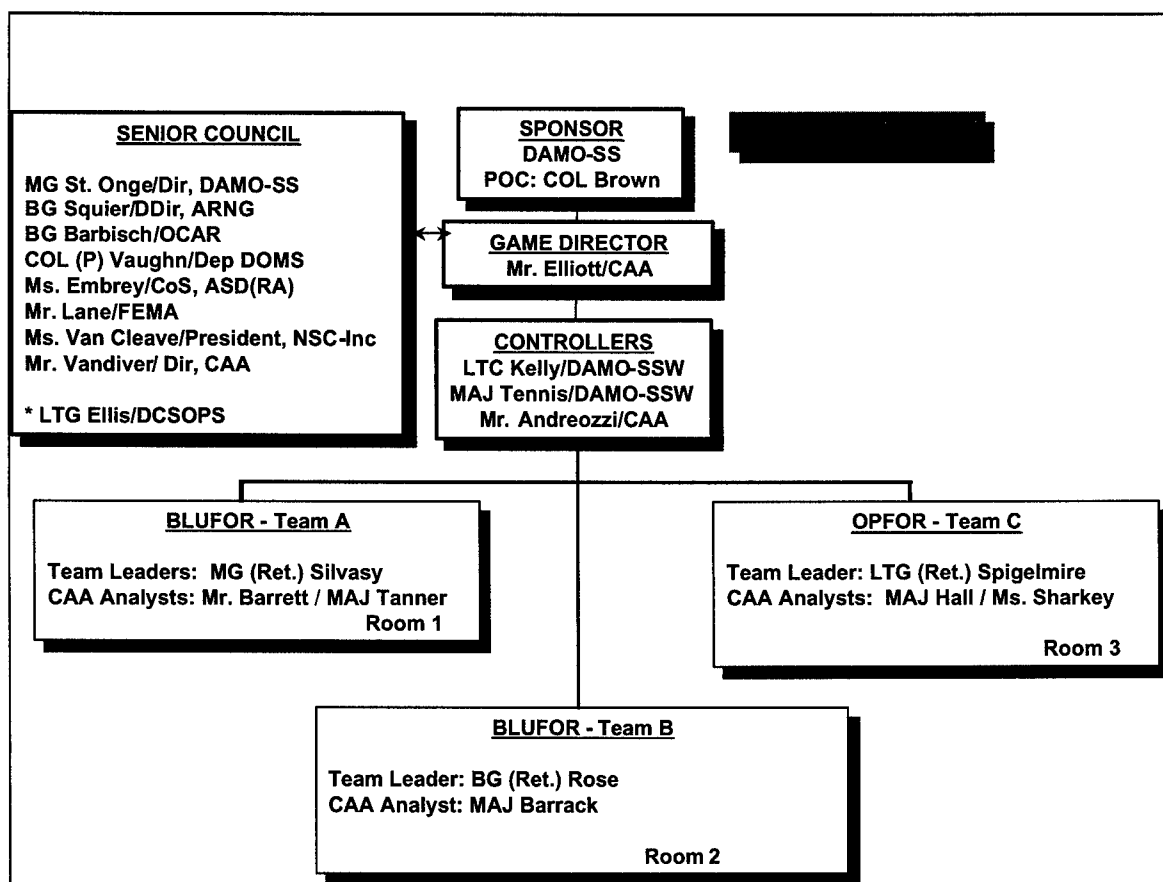 SENIOR COUNCIL
MG St. Onge/Dir, DAMO-SS
BG Squier/DDir, ARNG
BG Barbisch/OCAR
COL (P) Vaughn/Dep DOMS
Ms. Embrey/CoS, ASD(RA)
Mr. Lane/FEMA
Ms. Van Cleave/President, NSC-Inc
Mr. Vandiver/ Dir, CAA
* LTG Ellis/DCSOPS
SPONSOR
DAMO-SS
POC: COL Brown
GAME DIRECTOR
Mr. Elliott/CAA
CONTROLLERS
LTC Kelly/DAMO-SSW
MAJ Tennis/DAMO-SSW
Mr. Andreozzi/CAA
BLUFOR - Team A
Team Leaders: MG (Ret.) Silvasy
CAA Analysts: Mr. Barrett / MAJ Tanner
Room 1
BLUFOR - Team B
Team Leader: BG (Ret.) Rose
CAA Analyst: MAJ Barrack
Room 2
OPFOR - Team C
Team Leader: LTG (Ret.) Spigelmire
CAA Analysts: MAJ Hall / Ms. Sharkey
Room 3